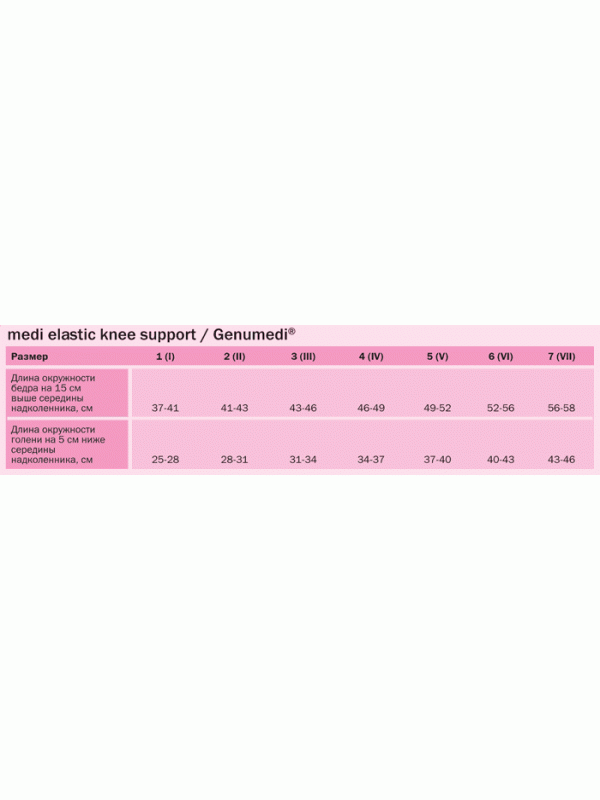 medi elastic knee support / Genumedi®
Размер 1 (I) 2 (II) 3 (III) 4 (IV) 5 (V) 6 (VI) 7 (VII)
Длина окружности
бедра на 15 см
выше середины
надколенника, см 37-41 41-43 43-46 46-49 49-52 52-56 56-58
Длина окружности
голени на 5 см ниже
середины
надколенника, см 25-28 28-31 31-34 34-37 37-40 40-43 43-46